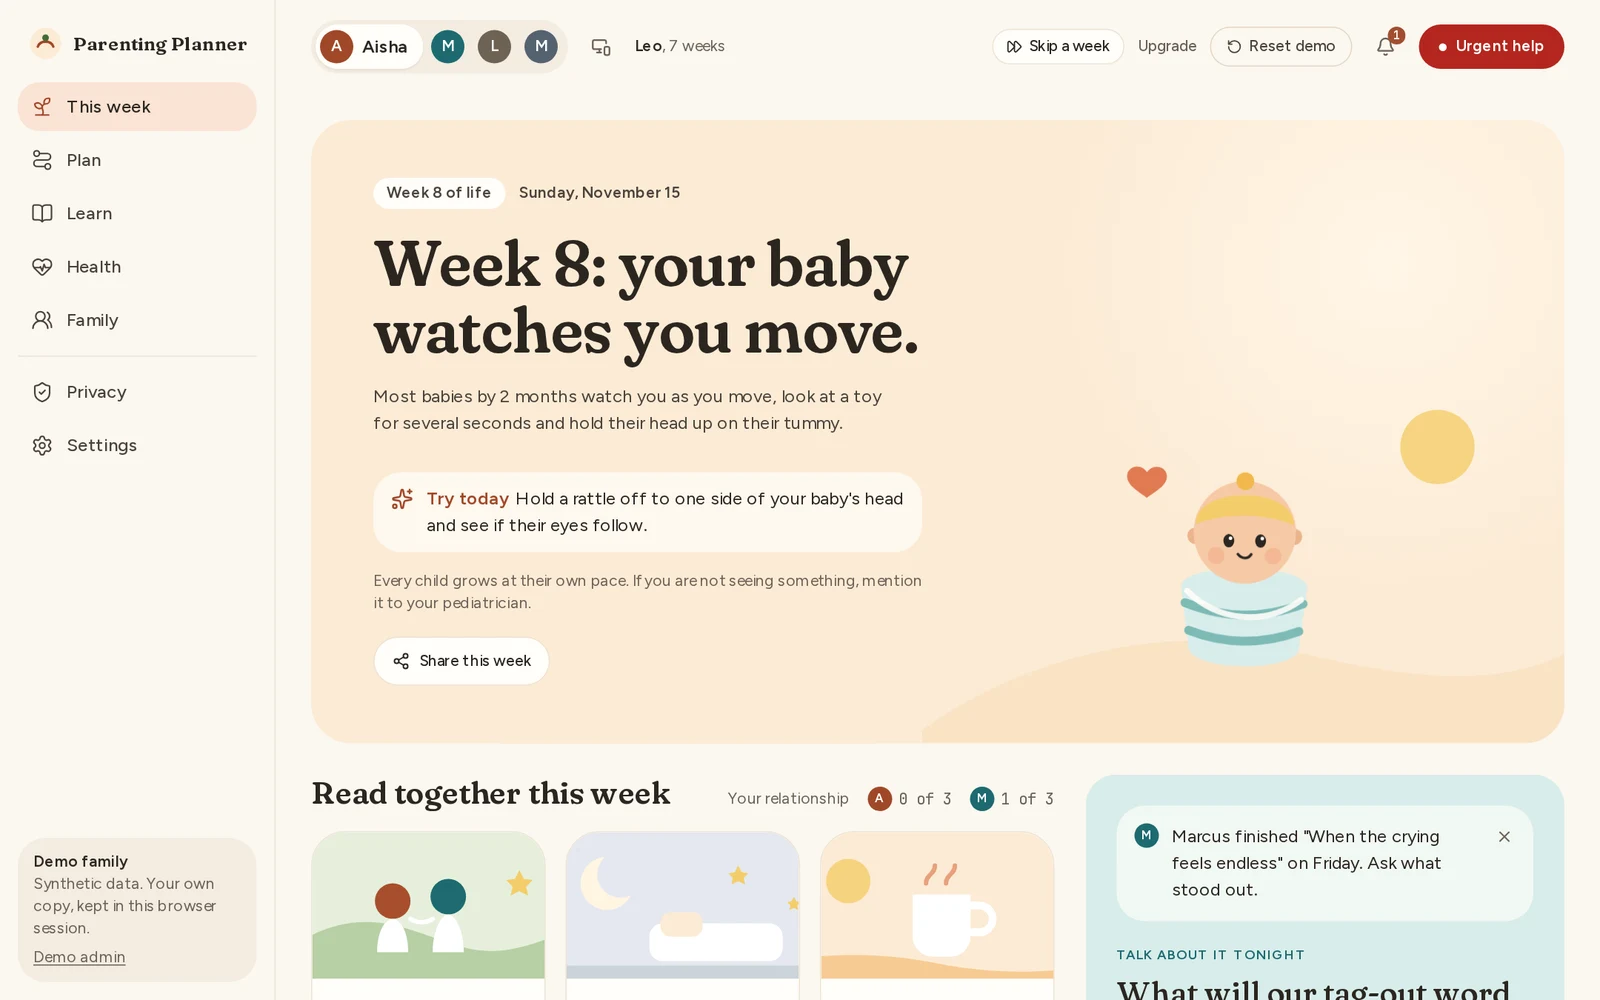 Parenting Planner
This week
Plan
Learn
Health
Family
Privacy
Settings
Demo family
Synthetic data. Your own
copy, kept in this browser
session.
Demo admin
A Aisha M L M
Leo, 7 weeks
Skip a week
Upgrade
Reset demo
1
Urgent help
Week 8 of life
Sunday, November 15
Week 8: your baby
watches you move.
Most babies by 2 months watch you as you move, look at a toy
for several seconds and hold their head up on their tummy.
Try today Hold a rattle off to one side of your baby's head
and see if their eyes follow.
Every child grows at their own pace. If you are not seeing something, mention
it to your pediatrician.
Share this week
Read together this week
Your relationship A 0 of 3 M 1 of 3
M Marcus finished "When the crying
feels endless" on Friday. Ask what
stood out.
TALK ABOUT IT TONIGHT
What will our tag-out word